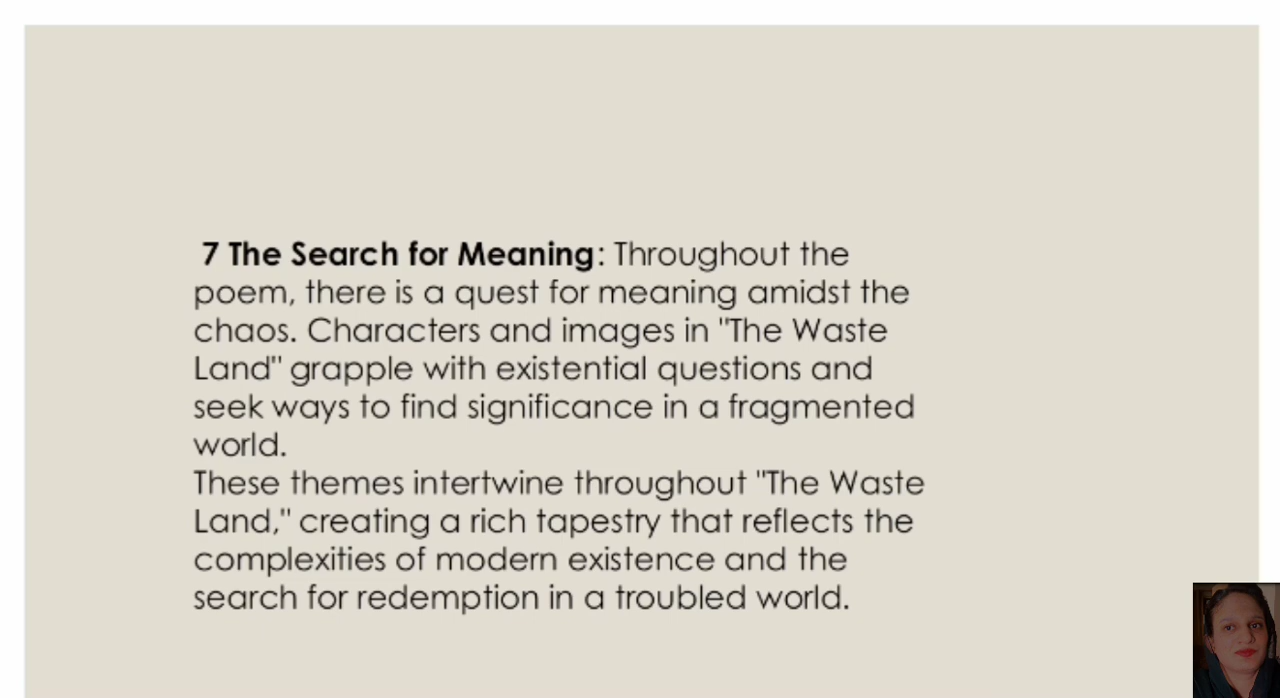 7 The Search for Meaning: Throughout the
poem, there is a quest for meaning amidst the
chaos. Characters and images in "The Waste
Land" grapple with existential questions and
seek ways to find significance in a fragmented
world.
These themes intertwine throughout "The Waste
Land," creating a rich tapestry that reflects the
complexities of modern existence and the
search for redemption in a troubled world.